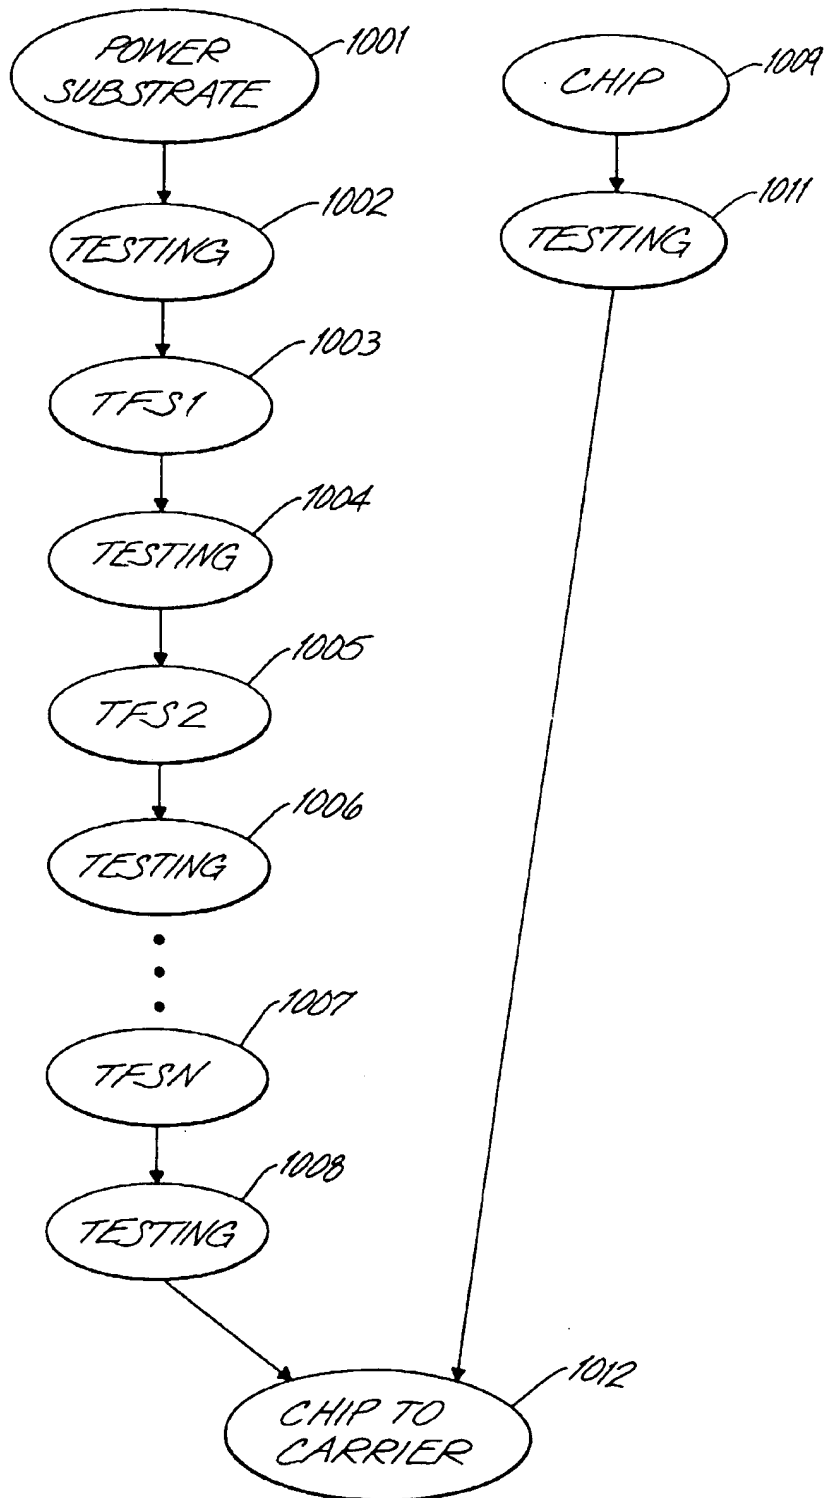 POWER
SUBSTRATE
1001
TESTING
1002
TFS1
1003
TESTING
1004
TFS2
1005
TESTING
1006
TFSN
1007
TESTING
1008
CHIP
1009
TESTING
1011
CHIP TO
CARRIER
1012